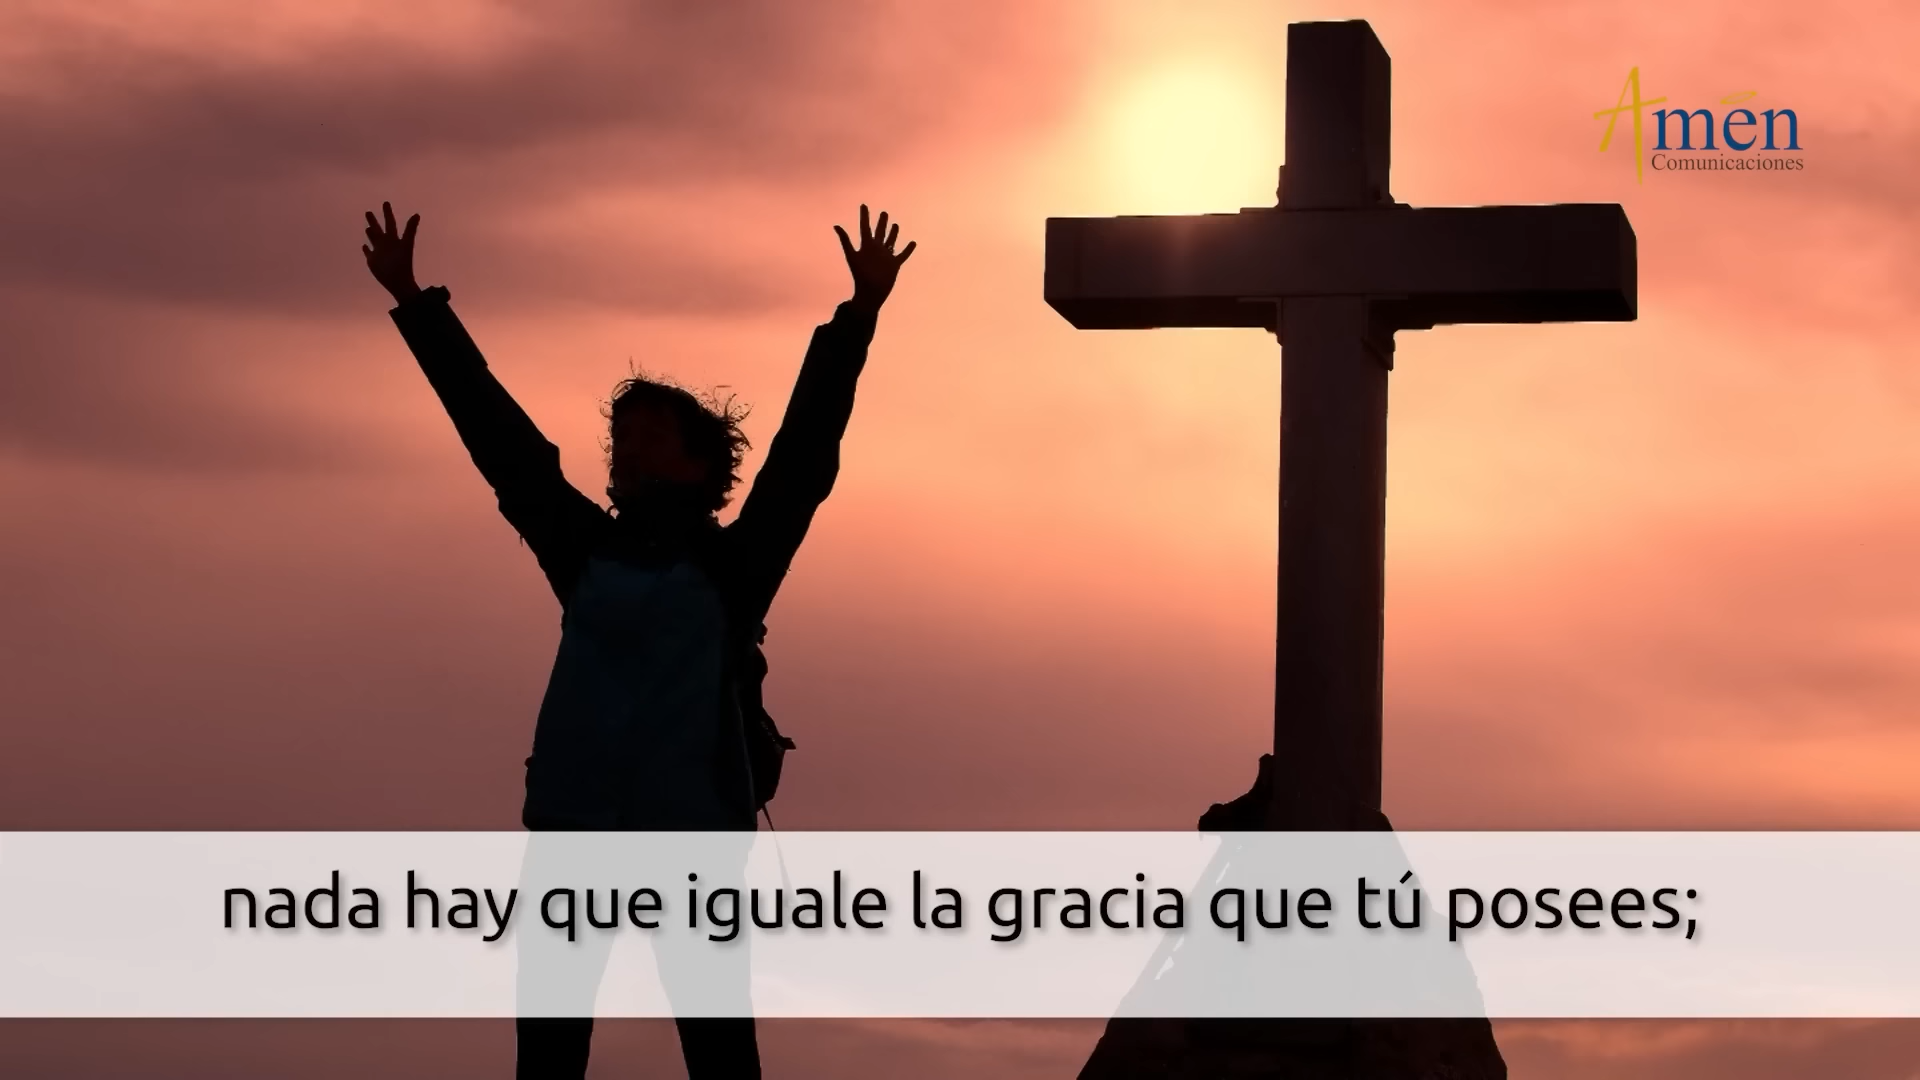 Amén
Comunicaciones
nada hay que iguale la gracia que tú posees;